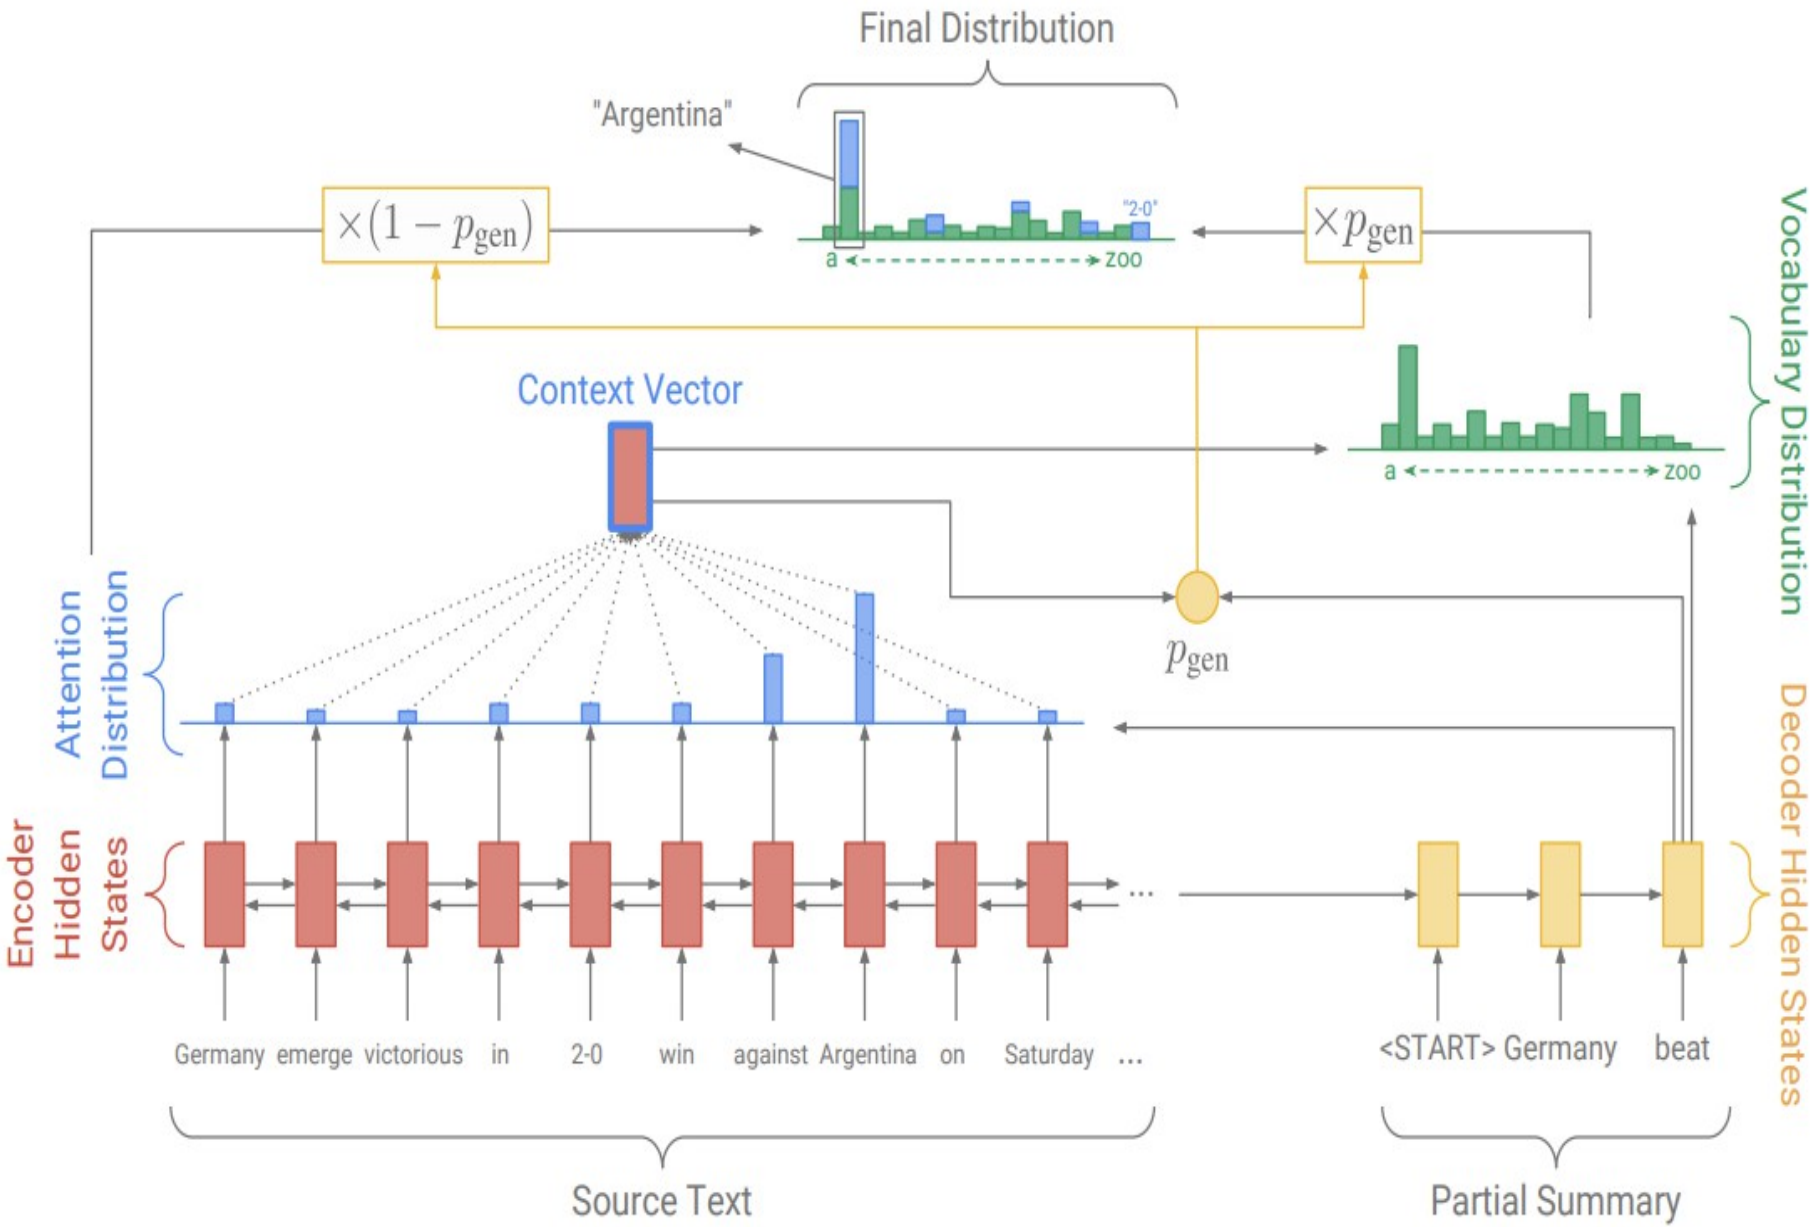 Final Distribution
"Argentina"
×(1 − pgen)
×pgen
"2-0"
a
zoo
Context Vector
a
zoo
Vocabulary Distribution
Attention
Distribution
pgen
Encoder
Hidden
States
...
Decoder Hidden States
Germany emerge victorious in 2-0 win against Argentina on Saturday ...
<START> Germany beat
Source Text
Partial Summary